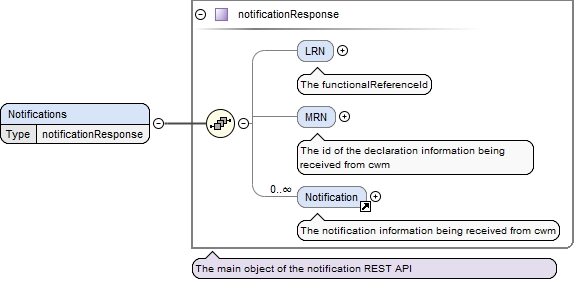 notificationResponse
LRN
The functionalReferenceId
Notifications
Type notificationResponse
MRN
The id of the declaration information being
received from cwm
0..∞
Notification
The notification information being received from cwm
The main object of the notification REST API